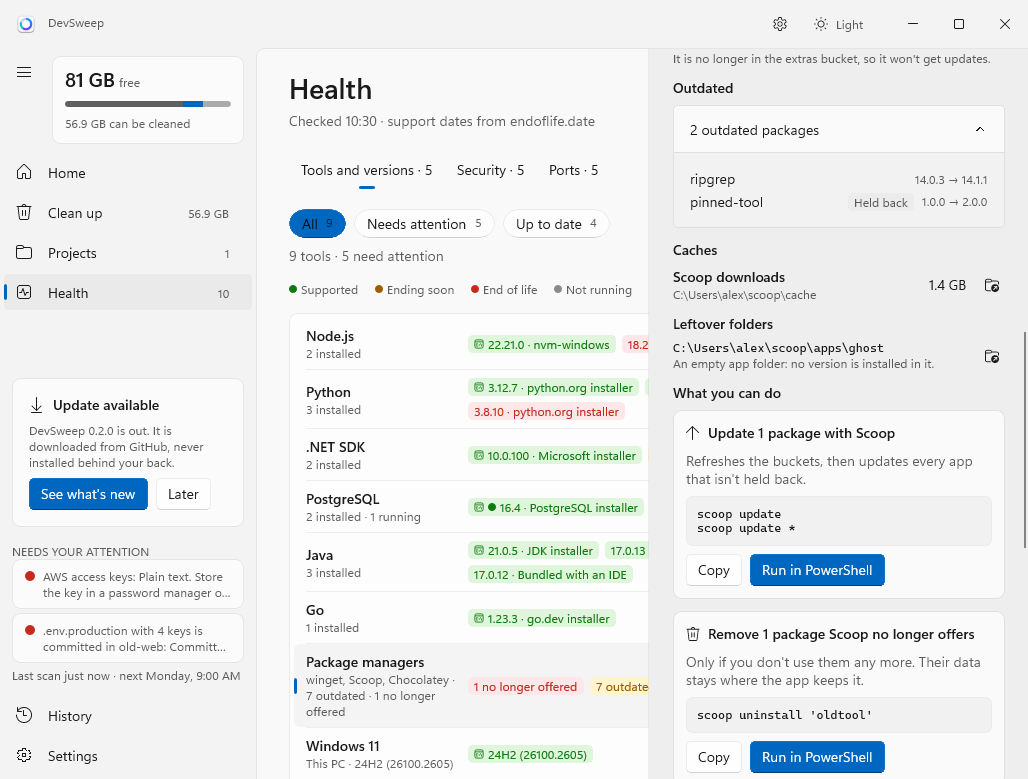 DevSweep
Light
81 GB free
56.9 GB can be cleaned
Home
Clean up 56.9 GB
Projects 1
Health 10
Update available
DevSweep 0.2.0 is out. It is
downloaded from GitHub, never
installed behind your back.
See what's new
Later
NEEDS YOUR ATTENTION
AWS access keys: Plain text. Store
the key in a password manager o...
.env.production with 4 keys is
committed in old-web: Committ...
Last scan just now · next Monday, 9:00 AM
History
Settings
Health
Checked 10:30 · support dates from endoflife.date
Tools and versions · 5
Security · 5
Ports · 5
All 9
Needs attention 5
Up to date 4
9 tools · 5 need attention
Supported
Ending soon
End of life
Not running
Node.js
2 installed
22.21.0 · nvm-windows
18.2
Python
3 installed
3.12.7 · python.org installer
3.8.10 · python.org installer
.NET SDK
2 installed
10.0.100 · Microsoft installer
PostgreSQL
2 installed · 1 running
16.4 · PostgreSQL installer
Java
3 installed
21.0.5 · JDK installer
17.0.13
17.0.12 · Bundled with an IDE
Go
1 installed
1.23.3 · go.dev installer
Package managers
winget, Scoop, Chocolatey ·
7 outdated · 1 no longer
offered
1 no longer offered
7 outdate
Windows 11
This PC · 24H2 (26100.2605)
24H2 (26100.2605)
It is no longer in the extras bucket, so it won't get updates.
Outdated
2 outdated packages
ripgrep 14.0.3 → 14.1.1
pinned-tool Held back 1.0.0 → 2.0.0
Caches
Scoop downloads
C:\Users\alex\scoop\cache
1.4 GB
Leftover folders
C:\Users\alex\scoop\apps\ghost
An empty app folder: no version is installed in it.
What you can do
Update 1 package with Scoop
Refreshes the buckets, then updates every app
that isn't held back.
scoop update
scoop update *
Copy
Run in PowerShell
Remove 1 package Scoop no longer offers
Only if you don't use them any more. Their data
stays where the app keeps it.
scoop uninstall 'oldtool'
Copy
Run in PowerShell